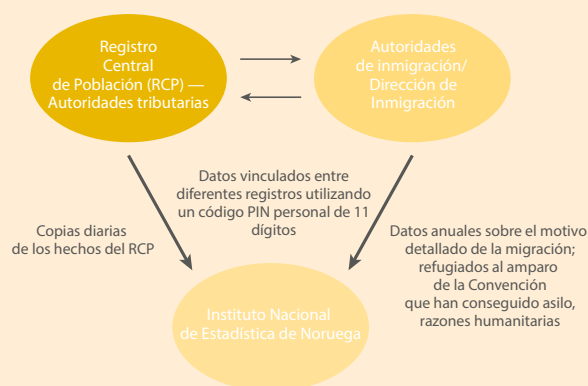 Registro
Central
de Población (RCP) —
Autoridades tributarias
Autoridades
de inmigración/
Dirección de
Inmigración
Datos vinculados entre
diferentes registros utilizando
un código PIN personal de 11
dígitos
Copias diarias
de los hechos del RCP
Datos anuales sobre el motivo
detallado de la migración;
refugiados al amparo
de la Convención
que han conseguido asilo,
razones humanitarias
Instituto Nacional
de Estadística de Noruega